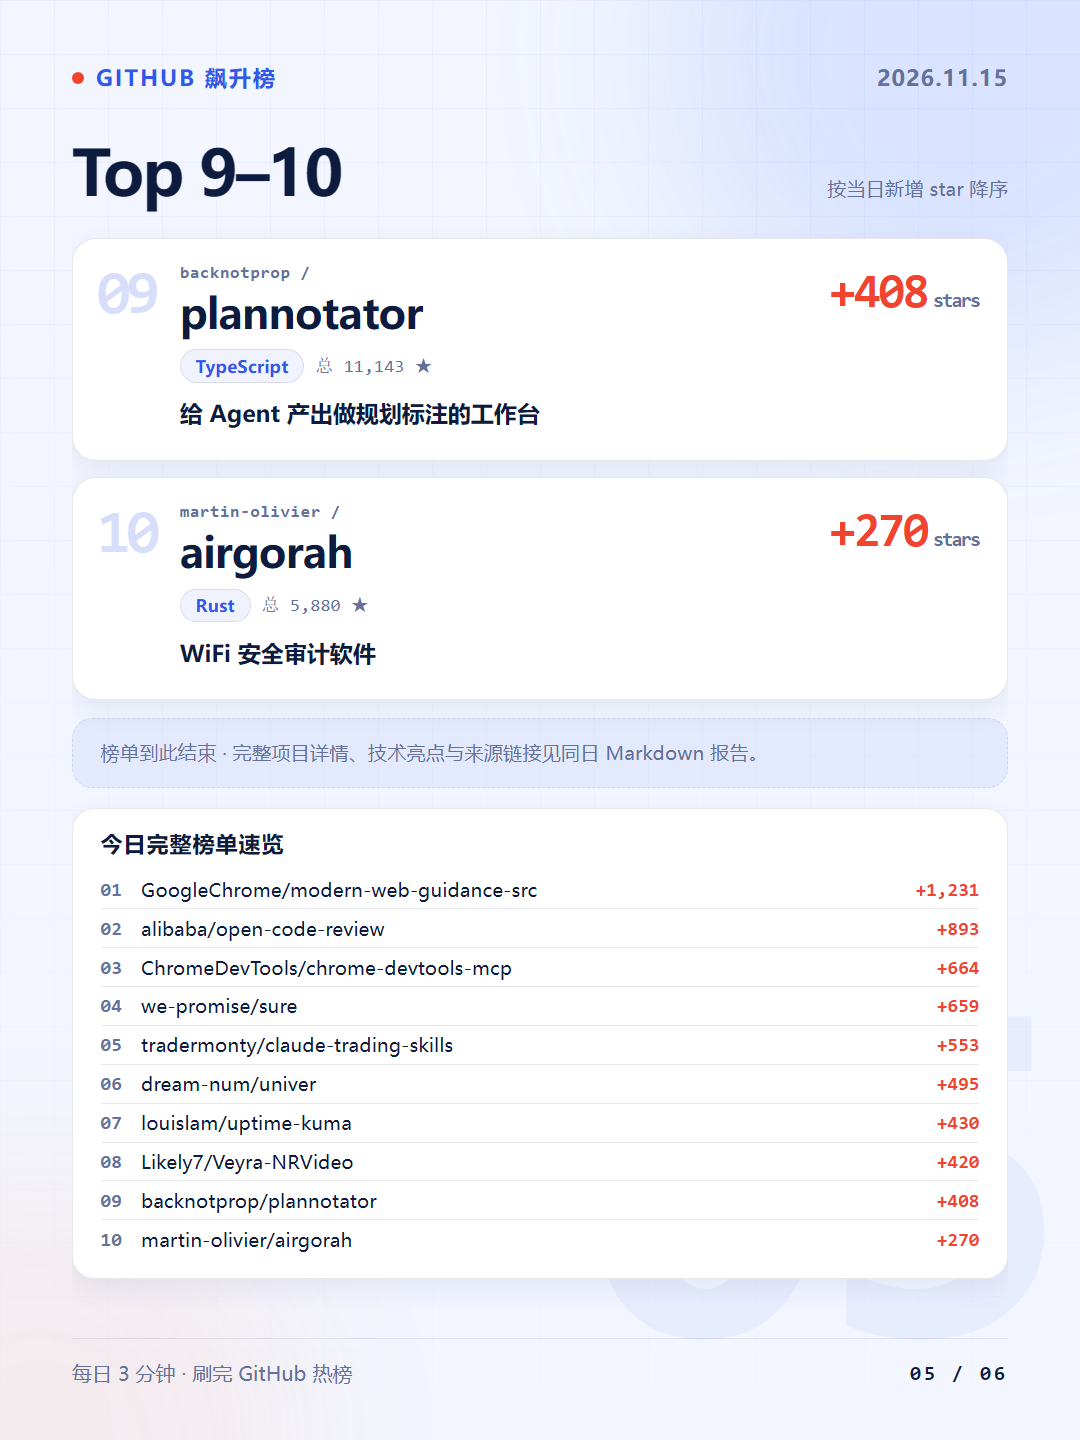 GITHUB 飙升榜
2026.11.15
Top 9–10
按当日新增 star 降序
09
backnotprop /
plannotator
+408 stars
TypeScript 总 11,143 ★
给 Agent 产出做规划标注的工作台
10
martin-olivier /
airgorah
+270 stars
Rust 总 5,880 ★
WiFi 安全审计软件
榜单到此结束 · 完整项目详情、技术亮点与来源链接见同日 Markdown 报告。
今日完整榜单速览
01 GoogleChrome/modern-web-guidance-src +1,231
02 alibaba/open-code-review +893
03 ChromeDevTools/chrome-devtools-mcp +664
04 we-promise/sure +659
05 tradermonty/claude-trading-skills +553
06 dream-num/univer +495
07 louislam/uptime-kuma +430
08 Likely7/Veyra-NRVideo +420
09 backnotprop/plannotator +408
10 martin-olivier/airgorah +270
05
每日 3 分钟 · 刷完 GitHub 热榜
05 / 06